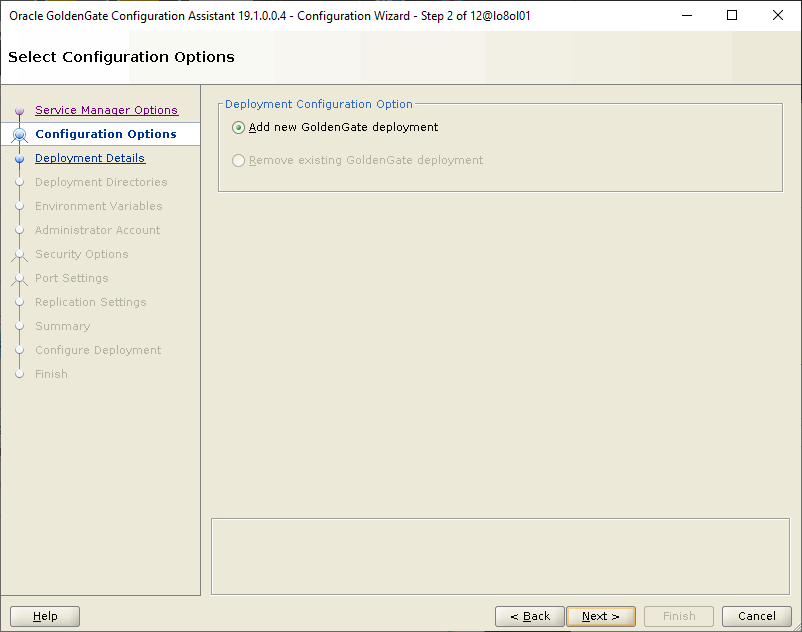 Oracle GoldenGate Configuration Assistant 19.1.0.0.4 - Configuration Wizard - Step 2 of 12@lo8ol01
Select Configuration Options
Service Manager Options
Configuration Options
Deployment Details
Deployment Directories
Environment Variables
Administrator Account
Security Options
Port Settings
Replication Settings
Summary
Configure Deployment
Finish
Deployment Configuration Option
Add new GoldenGate deployment
Remove existing GoldenGate deployment
Help
< Back
Next >
Finish
Cancel